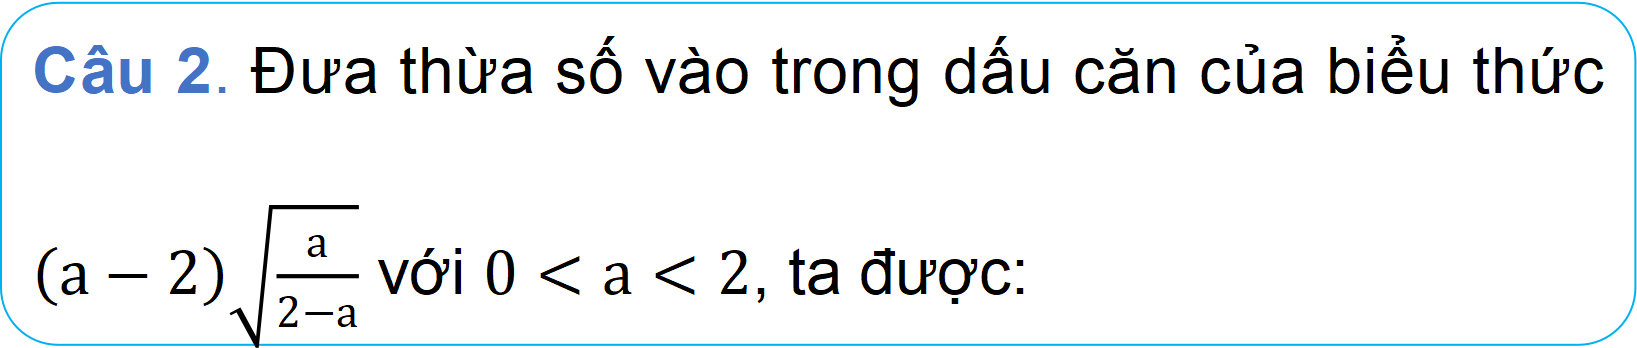 Câu 2. Đưa thừa số vào trong dấu căn của biểu thức
(a − 2)√(a/(2−a)) với 0 < a < 2, ta được: